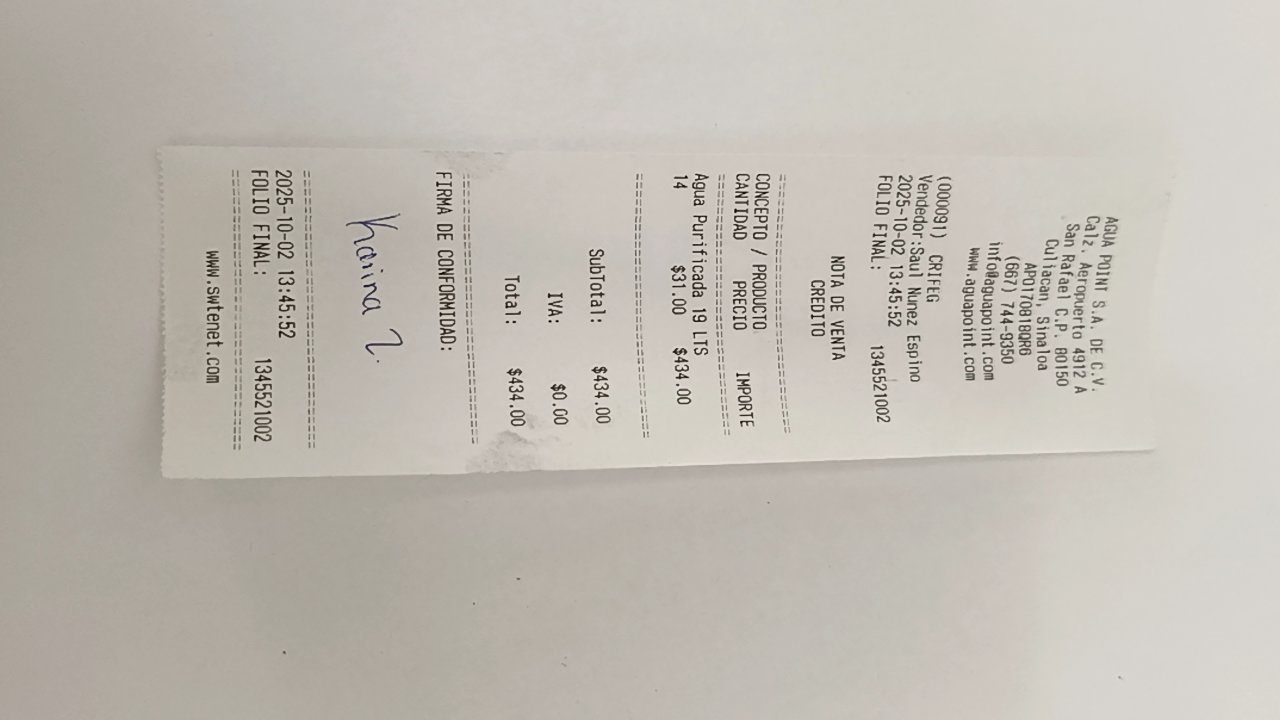 AGUA POINT S.A. DE C.V.
Calz. Aeropuerto 4912 A
San Rafael C.P. 80150
Culiacan, Sinaloa
APO170818QR6
(667) 744-9350
info@aguapoint.com
www.aguapoint.com
(000091) CRIFEG
Vendedor:Saul Nunez Espino
2025-10-02 13:45:52
FOLIO FINAL: 1345521002
NOTA DE VENTA
CREDITO
==============================
CONCEPTO / PRODUCTO
CANTIDAD PRECIO IMPORTE
==============================
Agua Purificada 19 LTS
14 $31.00 $434.00
==============================
SubTotal: $434.00
IVA: $0.00
Total: $434.00
==============================
FIRMA DE CONFORMIDAD:
Karina Z.
==============================
2025-10-02 13:45:52
FOLIO FINAL: 1345521002
==============================
www.swtenet.com